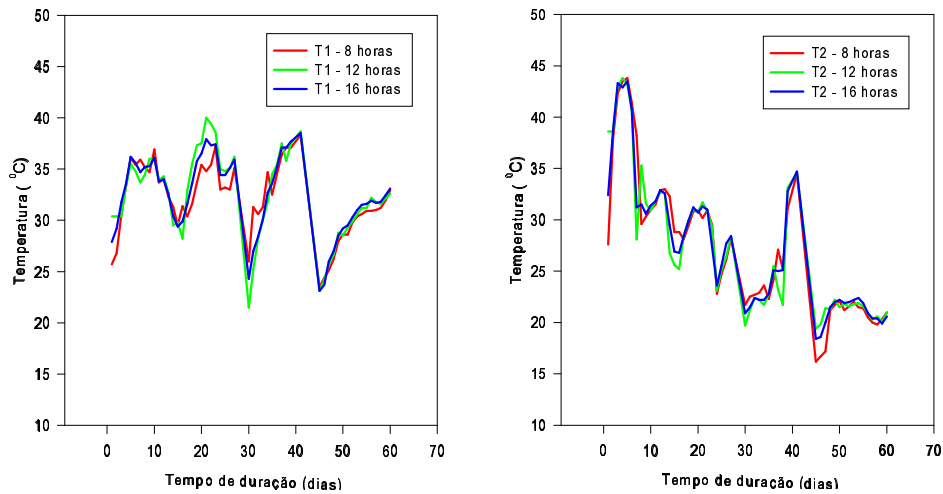 50
45
40
35
30
25
20
15
10
Temperatura ( ⁰C)
T1 - 8 horas
T1 - 12 horas
T1 - 16 horas
0 10 20 30 40 50 60 70
Tempo de duração (dias)
50
45
40
35
30
25
20
15
10
Temperatura ( ⁰C)
T2 - 8 horas
T2 - 12 horas
T2 - 16 horas
0 10 20 30 40 50 60 70
Tempo de duração (dias)